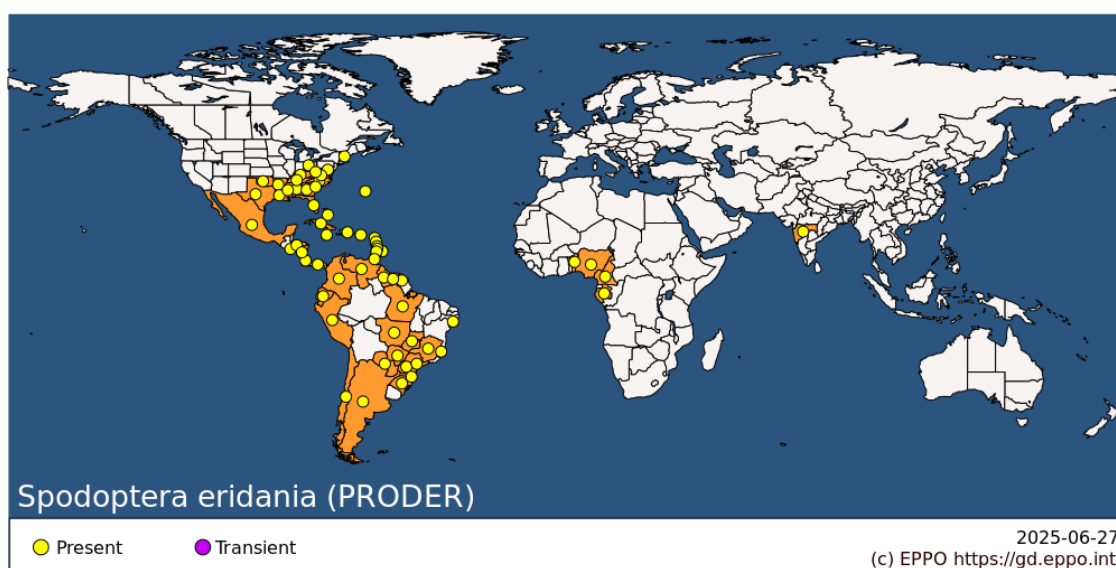 Spodoptera eridania (PRODER)
Present
Transient
2025-06-27
(c) EPPO https://gd.eppo.int